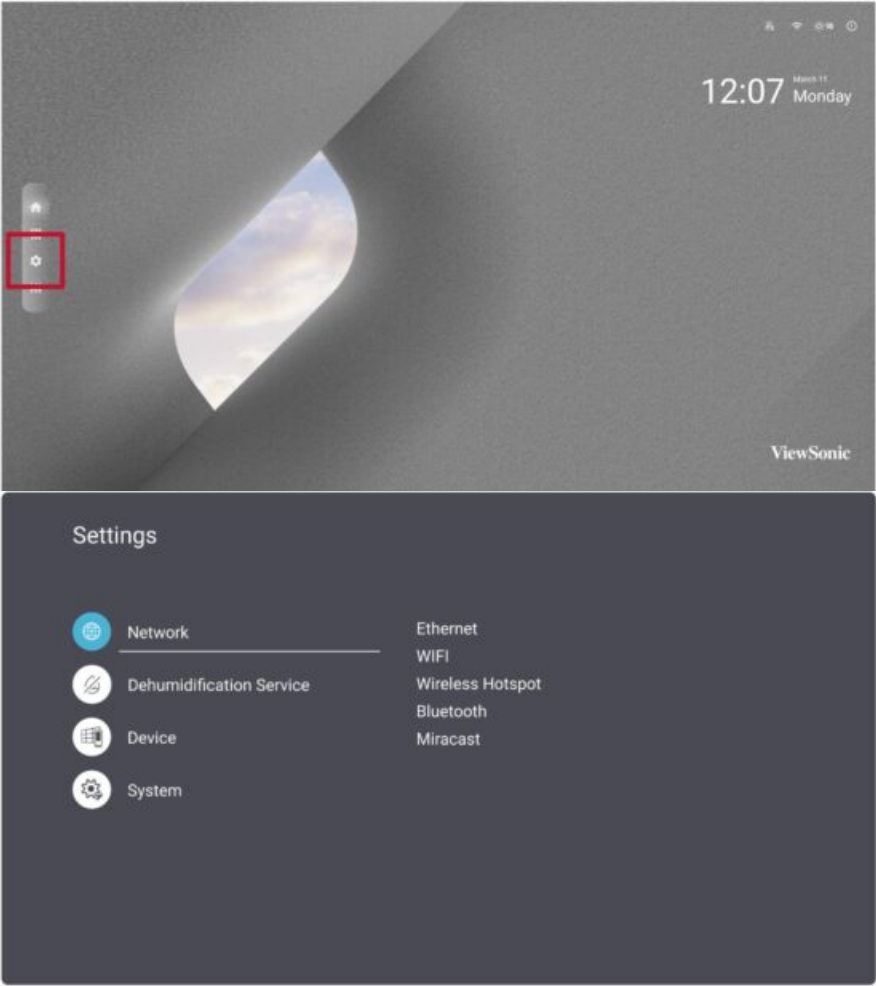 March 11
12:07 Monday
ViewSonic
Settings
Network
Dehumidification Service
Device
System
Ethernet
WIFI
Wireless Hotspot
Bluetooth
Miracast